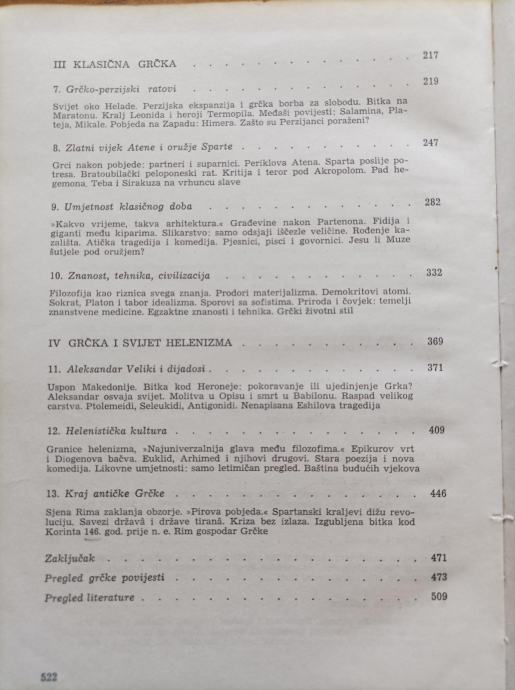 III KLASIČNA GRČKA . . . . . . . . . . . . . 217
7. Grčko-perzijski ratovi . . . . . . . . . . . . 219
Svijet oko Helade. Perzijska ekspanzija i grčka borba za slobodu. Bitka na
Maratonu. Kralj Leonida i heroji Termopila. Međaši povijesti: Salamina, Pla-
teja, Mikale. Pobjeda na Zapadu: Himera. Zašto su Perzijanci poraženi?
8. Zlatni vijek Atene i oružje Sparte . . . . . . . . 247
Grci nakon pobjede: partneri i suparnici. Periklova Atena. Sparta poslije po-
tresa. Bratoubilački peloponeski rat. Kritija i teror pod Akropolom. Pad he-
gemona. Teba i Sirakuza na vrhuncu slave
9. Umjetnost klasičnog doba . . . . . . . . . . . 282
»Kakvo vrijeme, takva arhitektura.« Građevine nakon Partenona. Fidija i
giganti među kiparima. Slikarstvo: samo odsjaji iščezle veličine. Rođenje ka-
zališta. Atička tragedija i komedija. Pjesnici, pisci i govornici. Jesu li Muze
šutjele pod oružjem?
10. Znanost, tehnika, civilizacija . . . . . . . . . . 332
Filozofija kao riznica svega znanja. Prodori materijalizma. Demokritovi atomi.
Sokrat, Platon i tabor idealizma. Sporovi sa sofistima. Priroda i čovjek: temelji
znanstvene medicine. Egzaktne znanosti i tehnika. Grčki životni stil
IV GRČKA I SVIJET HELENIZMA . . . . . . . . . 369
11. Aleksandar Veliki i dijadosi . . . . . . . . . . . 371
Uspon Makedonije. Bitka kod Heroneje: pokoravanje ili ujedinjenje Grka?
Aleksandar osvaja svijet. Molitva u Opisu i smrt u Babilonu. Raspad velikog
carstva. Ptolemeidi, Seleukidi, Antigonidi. Nenapisana Eshilova tragedija
12. Helenistička kultura . . . . . . . . . . . . 409
Granice helenizma, »Najuniverzalnija glava među filozofima.« Epikurov vrt
i Diogenova bačva. Euklid, Arhimed i njihovi drugovi. Stara poezija i nova
komedija. Likovne umjetnosti: samo letimičan pregled. Baština budućih vjekova
13. Kraj antičke Grčke . . . . . . . . . . . . . 446
Sjena Rima zaklanja obzorje. »Pirova pobjeda.« Spartanski kraljevi dižu revo-
luciju. Savezi državâ i države tiranâ. Kriza bez izlaza. Izgubljena bitka kod
Korinta 146. god. prije n. e. Rim gospodar Grčke
Zaključak . . . . . . . . . . . . . . . . 471
Pregled grčke povijesti . . . . . . . . . . . . . 473
Pregled literature . . . . . . . . . . . . . . . 509
522